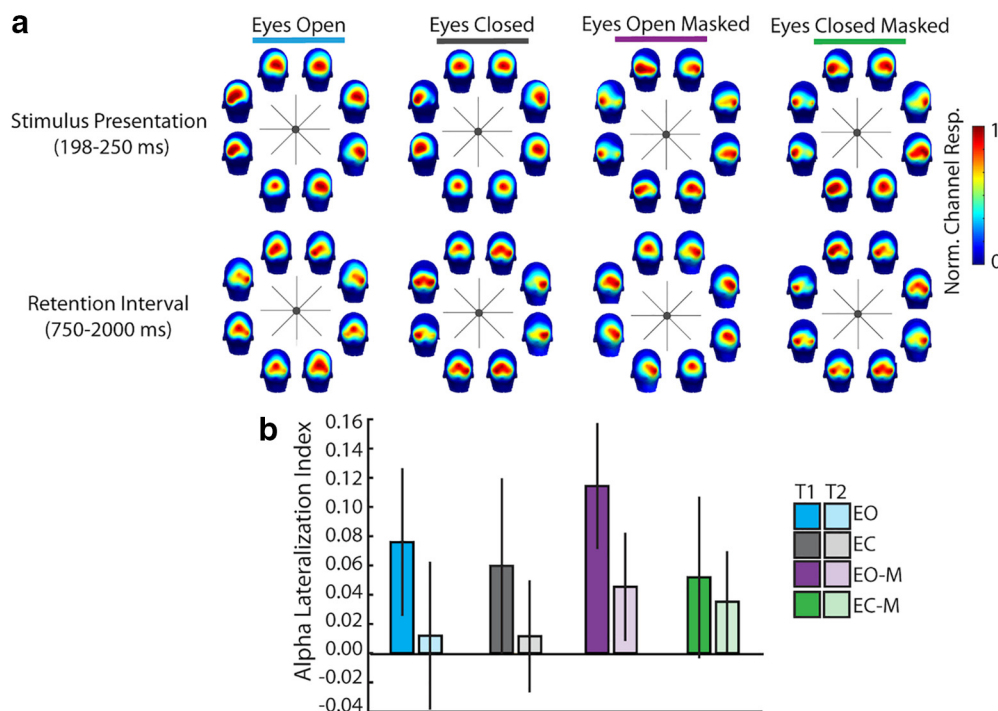 a
Eyes Open
Eyes Closed
Eyes Open Masked
Eyes Closed Masked
Stimulus Presentation
(198-250 ms)
Retention Interval
(750-2000 ms)
1
0
Norm. Channel Resp.
b
Alpha Lateralization Index
0.16
0.14
0.12
0.10
0.08
0.06
0.04
0.02
0.00
-0.02
-0.04
T1 T2
EO
EC
EO-M
EC-M